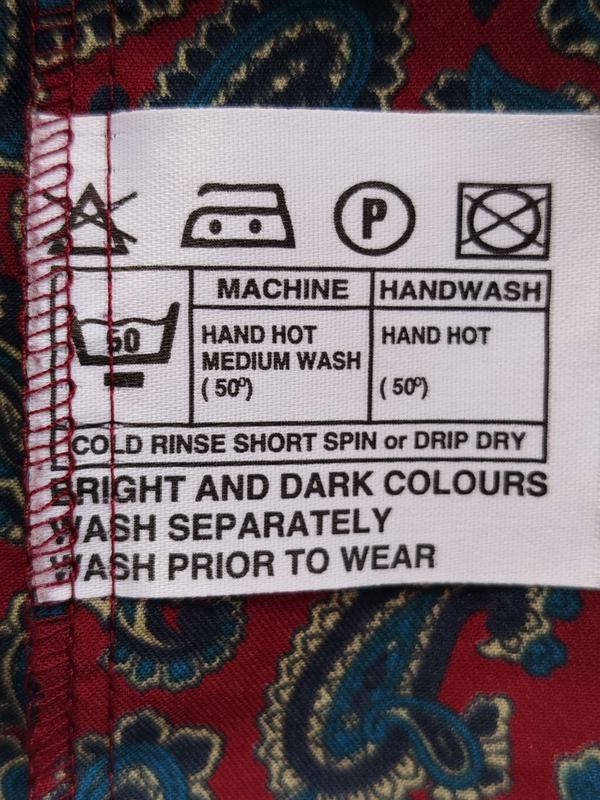 P
MACHINE HANDWASH
50 HAND HOT HAND HOT
MEDIUM WASH
(50º) (50º)
COLD RINSE SHORT SPIN or DRIP DRY
BRIGHT AND DARK COLOURS
WASH SEPARATELY
WASH PRIOR TO WEAR